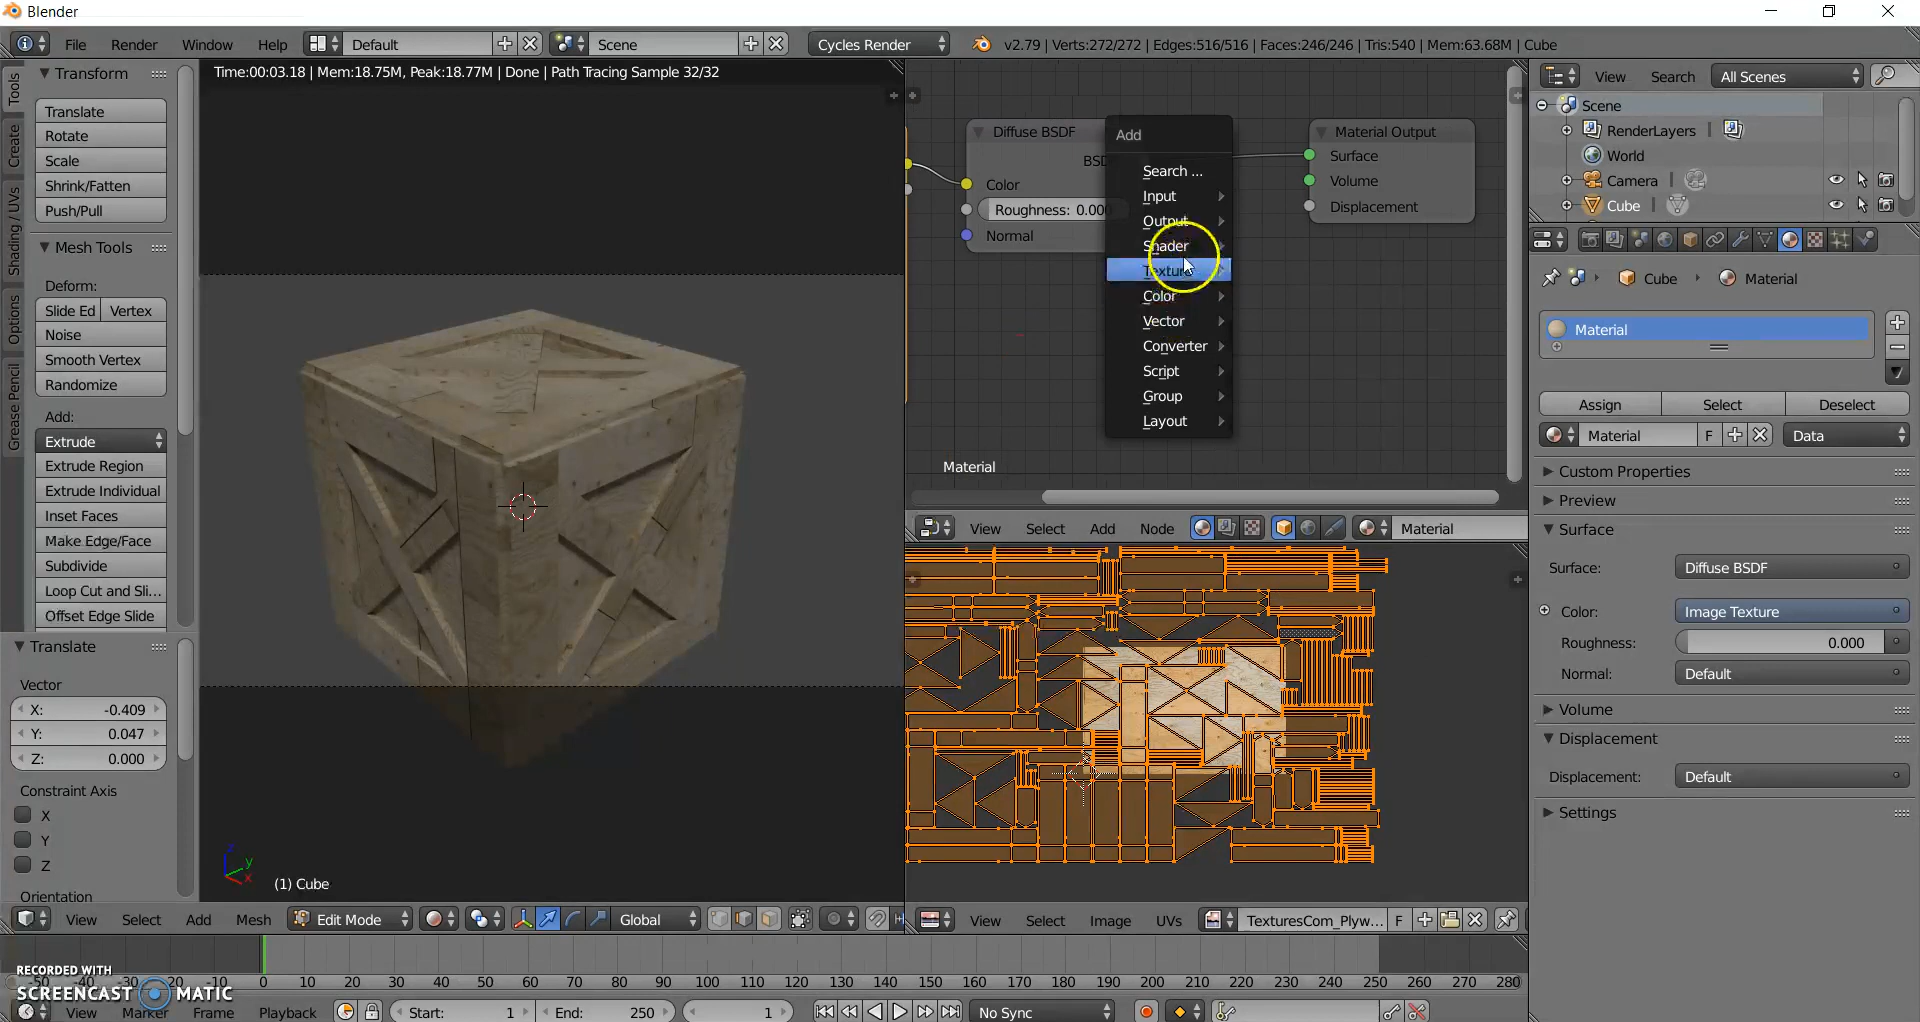 Blender
File Render Window Help Default Scene Cycles Render v2.79 | Verts:272/272 | Edges:516/516 | Faces:246/246 | Tris:540 | Mem:63.68M | Cube
Time:00:03.18 | Mem:18.75M, Peak:18.77M | Done | Path Tracing Sample 32/32
Tools
Create
Shading / UVs
Options
Grease Pencil
Transform
Translate
Rotate
Scale
Shrink/Fatten
Push/Pull
Mesh Tools
Deform:
Slide Ed Vertex
Noise
Smooth Vertex
Randomize
Add:
Extrude
Extrude Region
Extrude Individual
Inset Faces
Make Edge/Face
Subdivide
Loop Cut and Sli...
Offset Edge Slide
Translate
Vector
X: -0.409
Y: 0.047
Z: 0.000
Constraint Axis
X
Y
Z
Orientation
(1) Cube
View Select Add Mesh Edit Mode Global
Diffuse BSDF
Color
Roughness: 0.000
Normal
Add
Search ...
Input
Output
Shader
Texture
Color
Vector
Converter
Script
Group
Layout
Material Output
Surface
Volume
Displacement
Material
View Select Add Node Material
View Select Image UVs TexturesCom_Plyw... F
View Search All Scenes
Scene
RenderLayers
World
Camera
Cube
Cube Material
Material
Assign Select Deselect
Material F Data
Custom Properties
Preview
Surface
Surface: Diffuse BSDF
Color: Image Texture
Roughness: 0.000
Normal: Default
Volume
Displacement
Displacement: Default
Settings
-50 -20 -10 0 10 20 30 40 50 60 70 80 90 100 110 120 130 140 150 160 170 180 190 200 210 220 230 240 250 260 270 280
RECORDED WITH
SCREENCAST MATIC
View Marker Frame Playback Start: 1 End: 250 1 No Sync